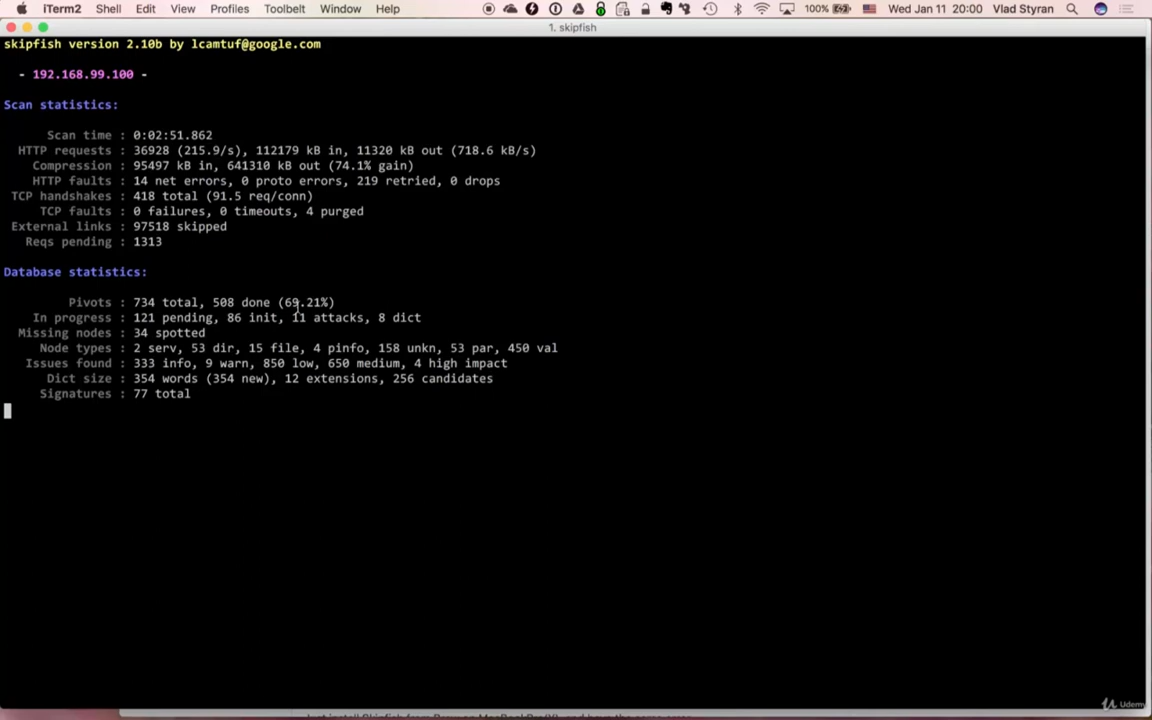 iTerm2 Shell Edit View Profiles Toolbelt Window Help 100% Wed Jan 11 20:00 Vlad Styran
1. skipfish
skipfish version 2.10b by lcamtuf@google.com
- 192.168.99.100 -
Scan statistics:
Scan time : 0:02:51.862
HTTP requests : 36928 (215.9/s), 112179 kB in, 11320 kB out (718.6 kB/s)
Compression : 95497 kB in, 641310 kB out (74.1% gain)
HTTP faults : 14 net errors, 0 proto errors, 219 retried, 0 drops
TCP handshakes : 418 total (91.5 req/conn)
TCP faults : 0 failures, 0 timeouts, 4 purged
External links : 97518 skipped
Reqs pending : 1313
Database statistics:
Pivots : 734 total, 508 done (69.21%)
In progress : 121 pending, 86 init, 11 attacks, 8 dict
Missing nodes : 34 spotted
Node types : 2 serv, 53 dir, 15 file, 4 pinfo, 158 unkn, 53 par, 450 val
Issues found : 333 info, 9 warn, 850 low, 650 medium, 4 high impact
Dict size : 354 words (354 new), 12 extensions, 256 candidates
Signatures : 77 total
Udemy